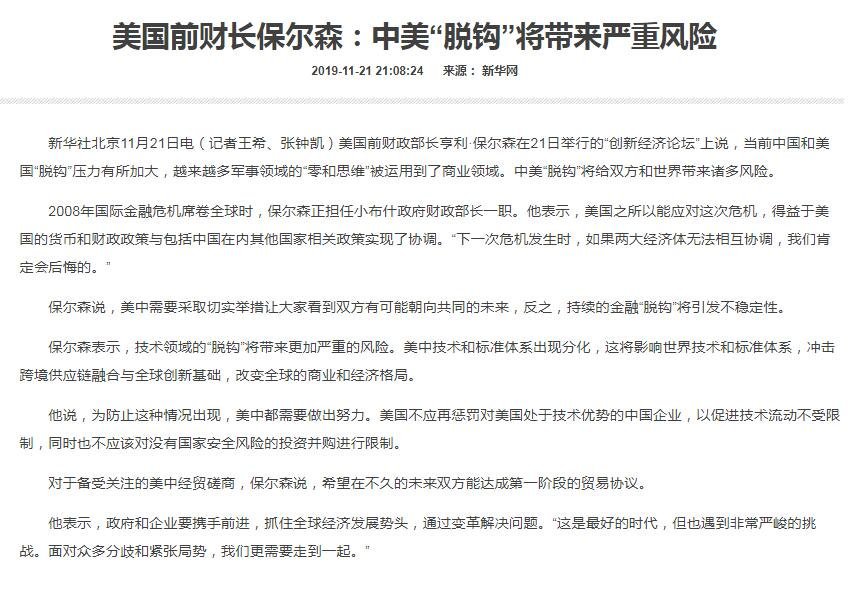 美国前财长保尔森：中美“脱钩”将带来严重风险
2019-11-21 21:08:24 来源： 新华网
新华社北京11月21日电（记者王希、张钟凯）美国前财政部长亨利·保尔森在21日举行的“创新经济论坛”上说，当前中国和美
国“脱钩”压力有所加大，越来越多军事领域的“零和思维”被运用到了商业领域。中美“脱钩”将给双方和世界带来诸多风险。
2008年国际金融危机席卷全球时，保尔森正担任小布什政府财政部长一职。他表示，美国之所以能应对这次危机，得益于美
国的货币和财政政策与包括中国在内其他国家相关政策实现了协调。“下一次危机发生时，如果两大经济体无法相互协调，我们肯
定会后悔的。”
保尔森说，美中需要采取切实举措让大家看到双方有可能朝向共同的未来，反之，持续的金融“脱钩”将引发不稳定性。
保尔森表示，技术领域的“脱钩”将带来更加严重的风险。美中技术和标准体系出现分化，这将影响世界技术和标准体系，冲击
跨境供应链融合与全球创新基础，改变全球的商业和经济格局。
他说，为防止这种情况出现，美中都需要做出努力。美国不应再惩罚对美国处于技术优势的中国企业，以促进技术流动不受限
制，同时也不应该对没有国家安全风险的投资并购进行限制。
对于备受关注的美中经贸磋商，保尔森说，希望在不久的未来双方能达成第一阶段的贸易协议。
他表示，政府和企业要携手前进，抓住全球经济发展势头，通过变革解决问题。“这是最好的时代，但也遇到非常严峻的挑
战。面对众多分歧和紧张局势，我们更需要走到一起。”